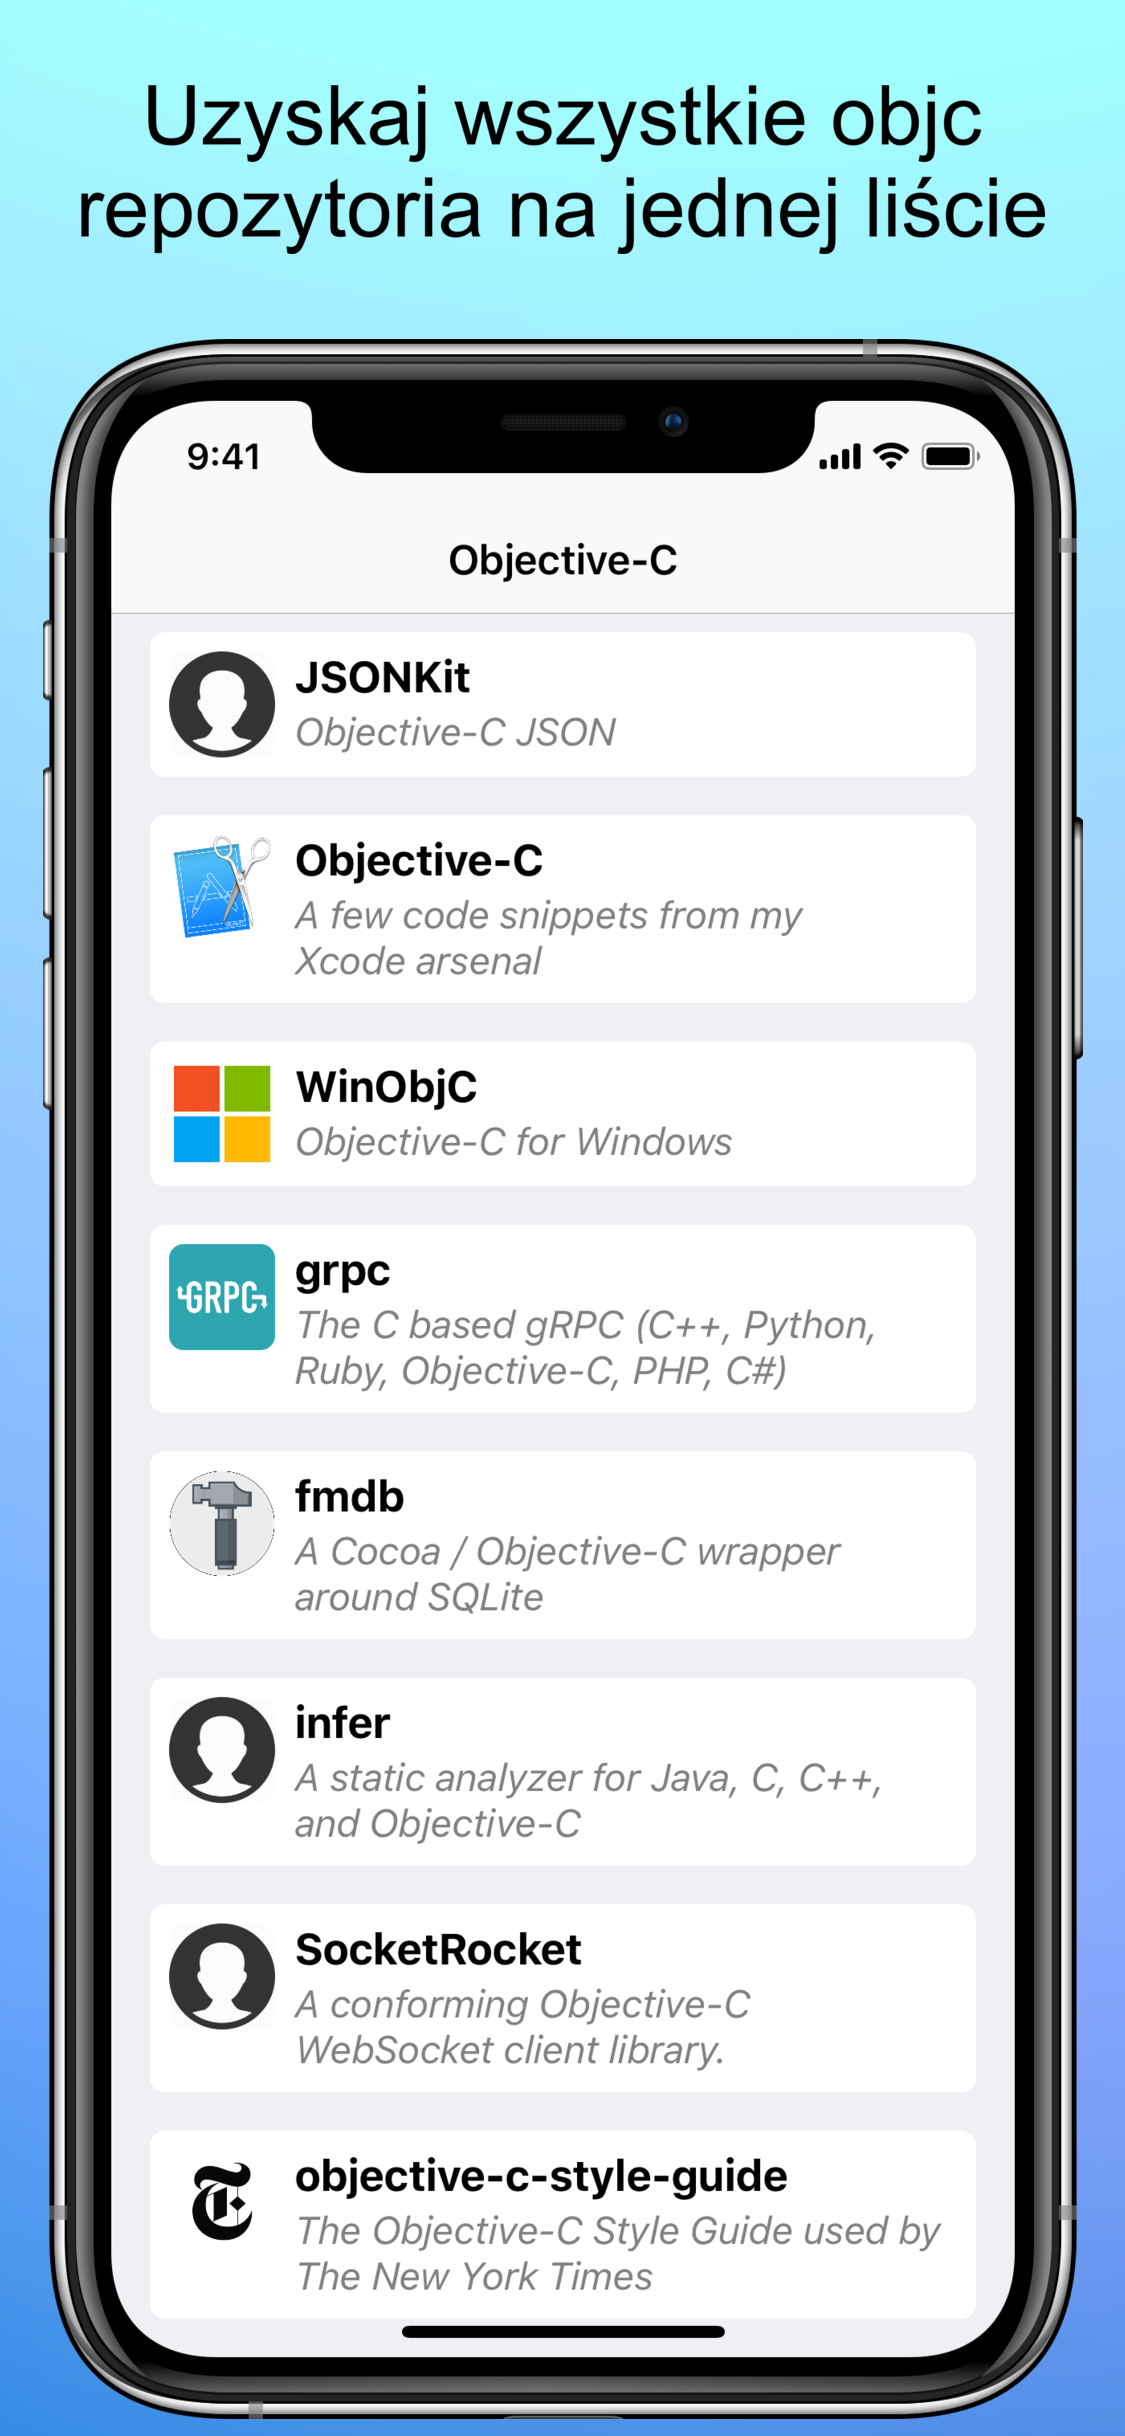 Uzyskaj wszystkie objc
repozytoria na jednej liście
9:41
Objective-C
JSONKit
Objective-C JSON
Objective-C
A few code snippets from my
Xcode arsenal
WinObjC
Objective-C for Windows
GRPC
grpc
The C based gRPC (C++, Python,
Ruby, Objective-C, PHP, C#)
fmdb
A Cocoa / Objective-C wrapper
around SQLite
infer
A static analyzer for Java, C, C++,
and Objective-C
SocketRocket
A conforming Objective-C
WebSocket client library.
T
objective-c-style-guide
The Objective-C Style Guide used by
The New York Times